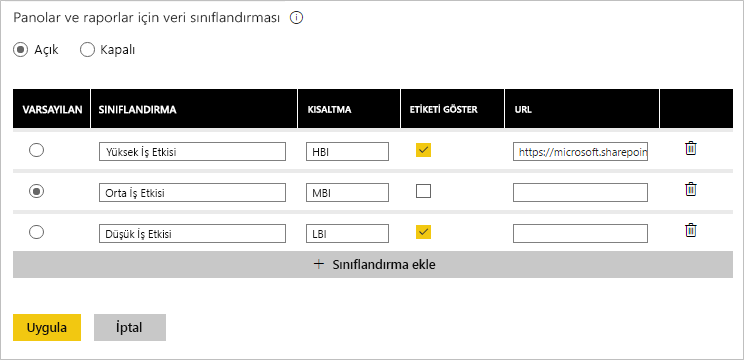 Panolar ve raporlar için veri sınıflandırması
Açık Kapalı
VARSAYILAN SINIFLANDIRMA KISALTMA ETİKETİ GÖSTER URL
Yüksek İş Etkisi HBI https://microsoft.sharepoin
Orta İş Etkisi MBI
Düşük İş Etkisi LBI
+ Sınıflandırma ekle
Uygula İptal